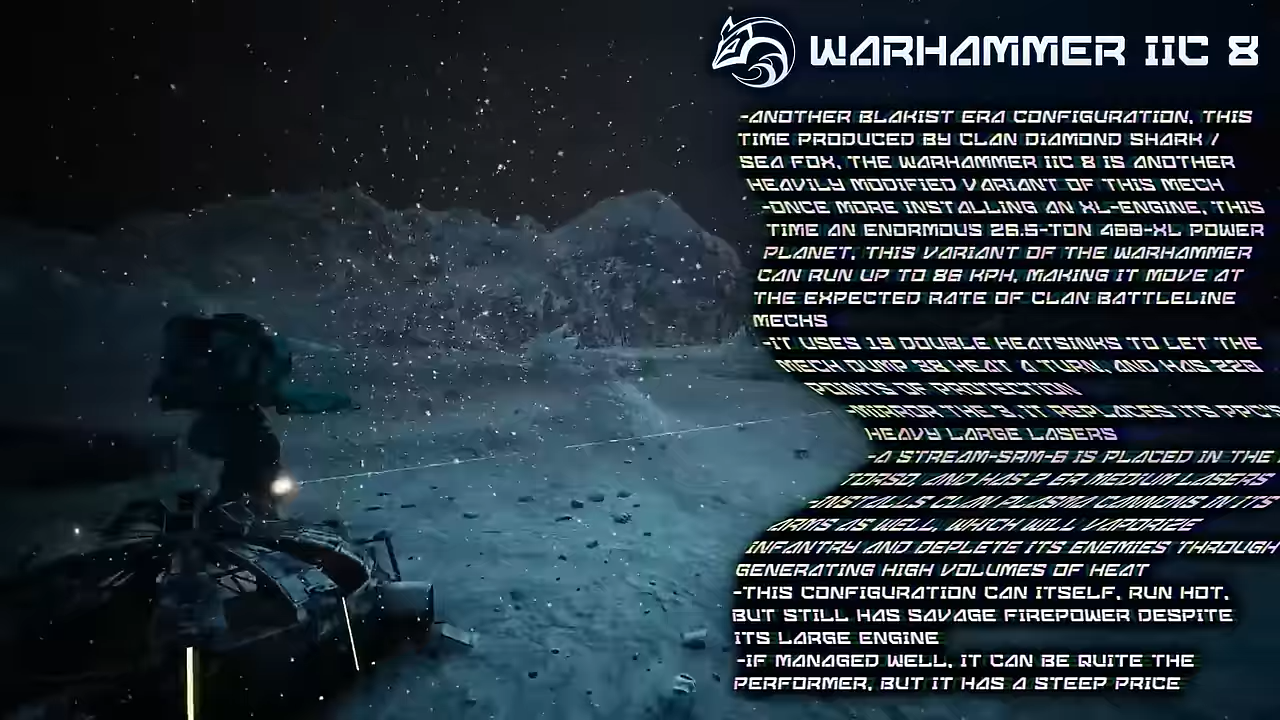 WARHAMMER IIC 8
-ANOTHER BLAKIST ERA CONFIGURATION, THIS
TIME PRODUCED BY CLAN DIAMOND SHARK /
SEA FOX, THE WARHAMMER IIC 8 IS ANOTHER
HEAVILY MODIFIED VARIANT OF THIS MECH
-ONCE MORE INSTALLING AN XL-ENGINE, THIS
TIME AN ENORMOUS 26.5-TON 400-XL POWER
PLANET, THIS VARIANT OF THE WARHAMMER
CAN RUN UP TO 86 KPH, MAKING IT MOVE AT
THE EXPECTED RATE OF CLAN BATTLELINE
MECHS
-IT USES 19 DOUBLE HEATSINKS TO LET THE
MECH DUMP 38 HEAT A TURN, AND HAS
POINTS OF PROTECTION
-MIRROR THE 3, IT REPLACES ITS PPCS
HEAVY LARGE LASERS
-A STREAM-SRM-6 IS PLACED IN THE
TORSO, AND HAS 2 ER MEDIUM LASERS
-INSTALLS CLAN PLASMA CANNONS IN ITS
ARMS AS WELL, WHICH WILL VAPORIZE
INFANTRY AND DEPLETE ITS ENEMIES THROUGH
GENERATING HIGH VOLUMES OF HEAT
-THIS CONFIGURATION CAN ITSELF, RUN HOT,
BUT STILL HAS SAVAGE FIREPOWER DESPITE
ITS LARGE ENGINE
-IF MANAGED WELL, IT CAN BE QUITE THE
PERFORMER, BUT IT HAS A STEEP PRICE